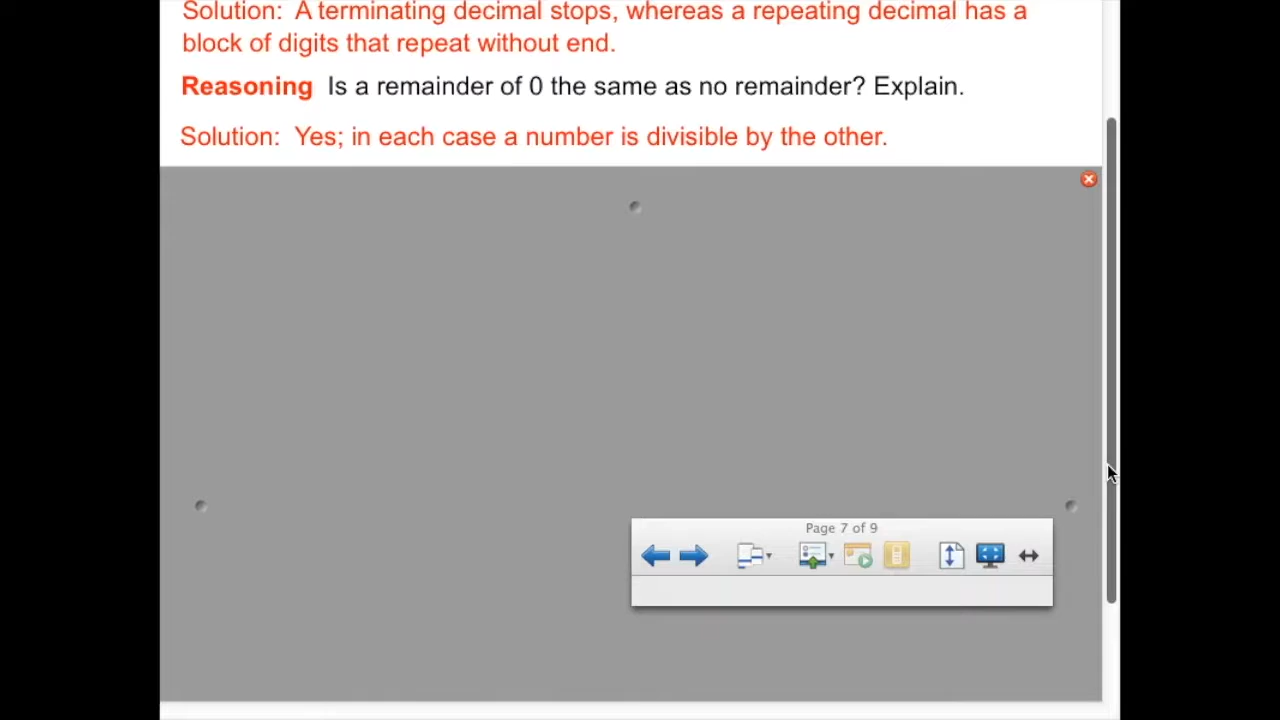 Solution: A terminating decimal stops, whereas a repeating decimal has a
block of digits that repeat without end.
Reasoning Is a remainder of 0 the same as no remainder? Explain.
Solution: Yes; in each case a number is divisible by the other.
Page 7 of 9